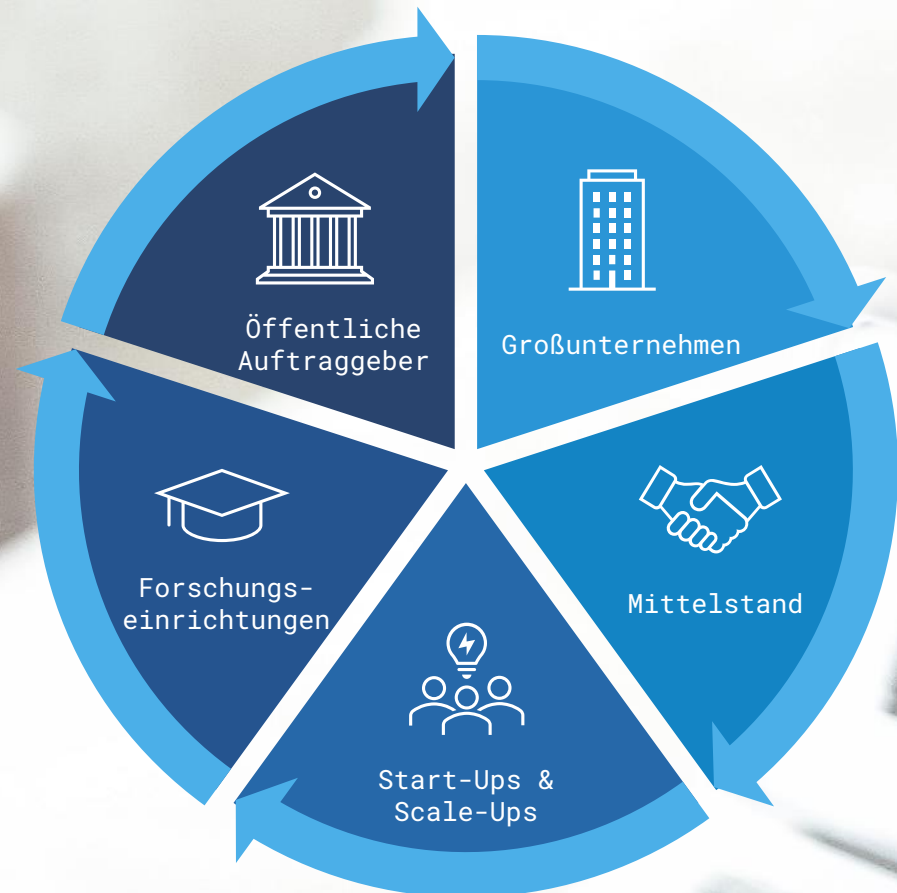 Öffentliche
Auftraggeber
Großunternehmen
Mittelstand
Start-Ups &
Scale-Ups
Forschungs-
einrichtungen